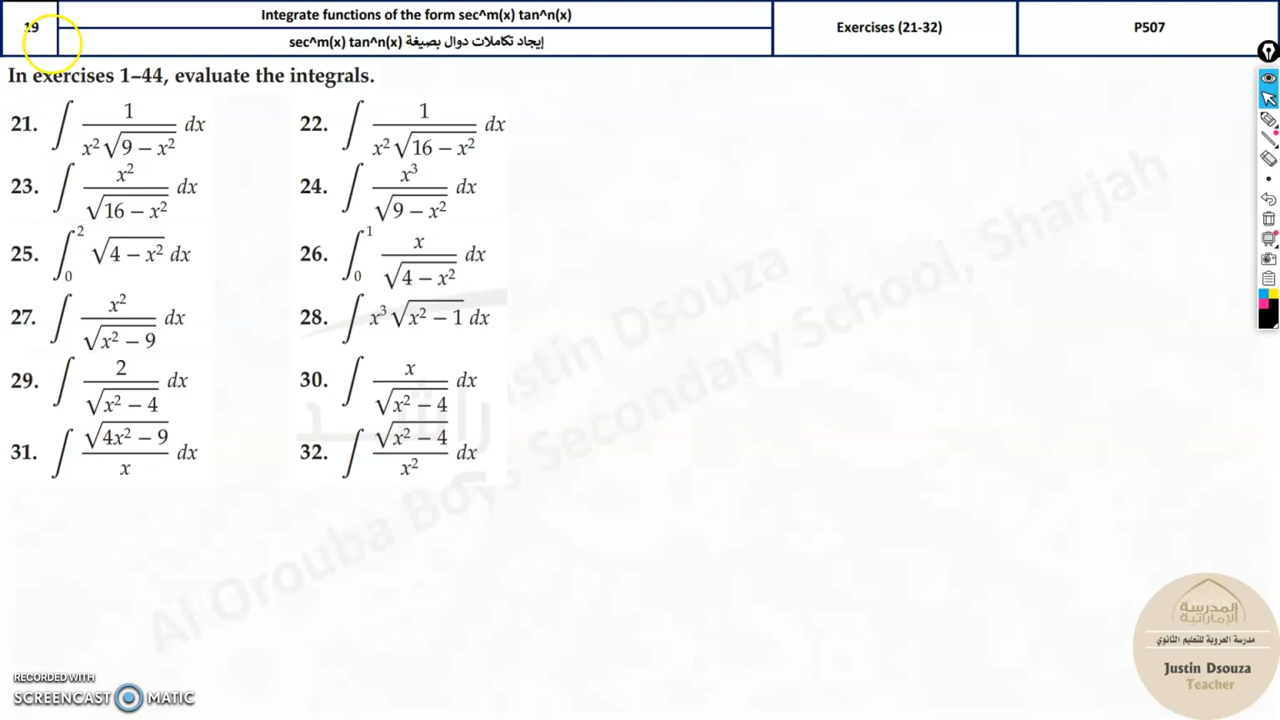 19
Integrate functions of the form sec^m(x) tan^n(x)
إيجاد تكاملات دوال بصيغة sec^m(x) tan^n(x)
Exercises (21-32)
P507
In exercises 1–44, evaluate the integrals.
21. ∫ 1 / (x² √(9 − x²)) dx
22. ∫ 1 / (x² √(16 − x²)) dx
23. ∫ x² / √(16 − x²) dx
24. ∫ x³ / √(9 − x²) dx
25. ∫₀² √(4 − x²) dx
26. ∫₀¹ x / √(4 − x²) dx
27. ∫ x² / √(x² − 9) dx
28. ∫ x³ √(x² − 1) dx
29. ∫ 2 / √(x² − 4) dx
30. ∫ x / √(x² − 4) dx
31. ∫ √(4x² − 9) / x dx
32. ∫ √(x² − 4) / x² dx
Al Orouba Boys Secondary School, Sharjah
Justin Dsouza
المدرسة
الإماراتية
مدرسة العروبة للتعليم الثانوي
Justin Dsouza
Teacher
RECORDED WITH
SCREENCAST MATIC